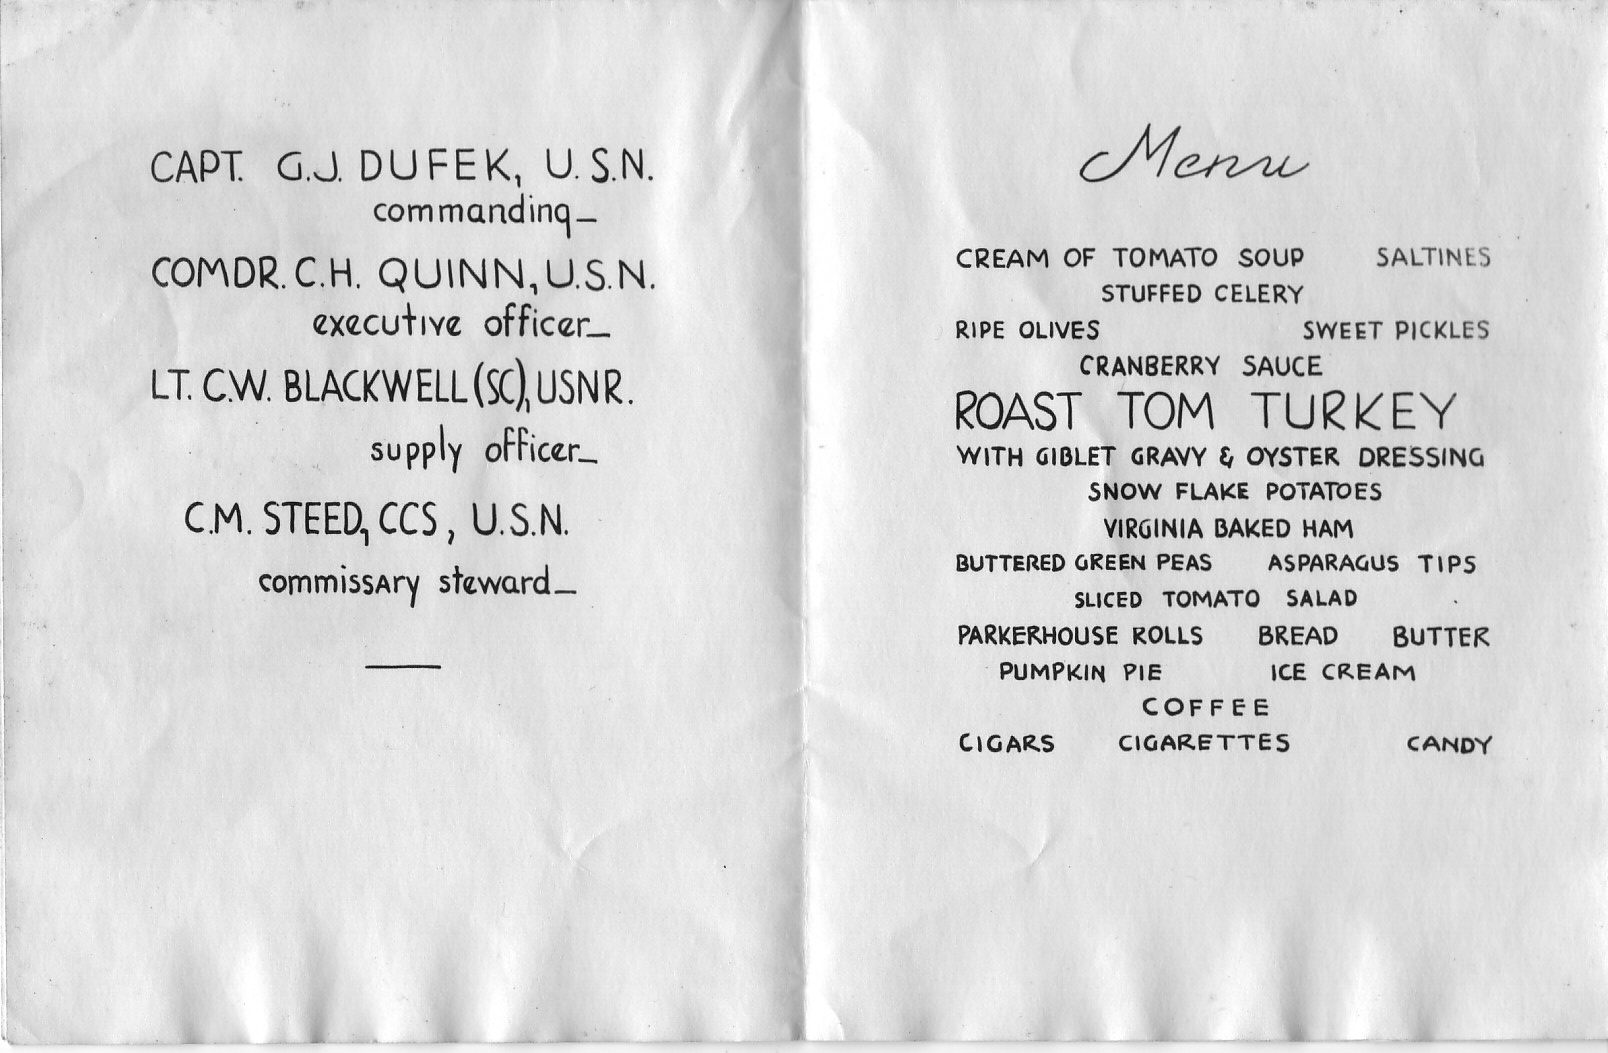 CAPT. G.J. DUFEK, U.S.N.
commanding_
COMDR. C.H. QUINN, U.S.N.
executive officer_
LT. C.W. BLACKWELL (SC), USNR.
supply officer_
C.M. STEED, CCS, U.S.N.
commissary steward_
Menu
CREAM OF TOMATO SOUP SALTINES
STUFFED CELERY
RIPE OLIVES SWEET PICKLES
CRANBERRY SAUCE
ROAST TOM TURKEY
WITH GIBLET GRAVY & OYSTER DRESSING
SNOW FLAKE POTATOES
VIRGINIA BAKED HAM
BUTTERED GREEN PEAS ASPARAGUS TIPS
SLICED TOMATO SALAD
PARKERHOUSE ROLLS BREAD BUTTER
PUMPKIN PIE ICE CREAM
COFFEE
CIGARS CIGARETTES CANDY